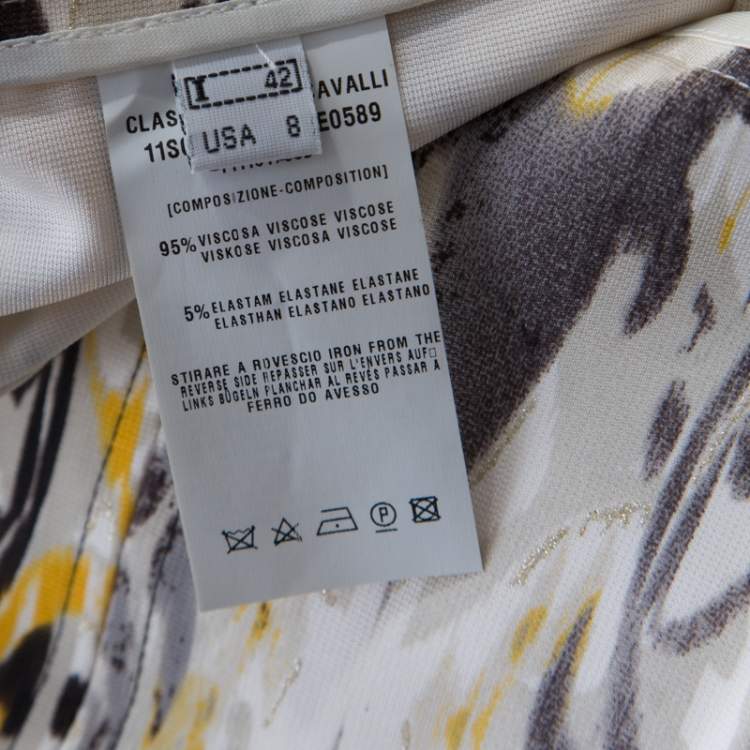 I 42
USA 8
CLAS AVALLI
11S E0589
[COMPOSIZIONE-COMPOSITION]
95% VISCOSA VISCOSE VISCOSE
VISKOSE VISCOSA VISCOSE
5% ELASTAM ELASTANE ELASTANE
ELASTHAN ELASTANO ELASTANO
STIRARE A ROVESCIO IRON FROM THE
REVERSE SIDE REPASSER SUR L'ENVERS AUF□
LINKS BÜGELN PLANCHAR AL REVÉS PASSAR A
FERRO DO AVESSO
P